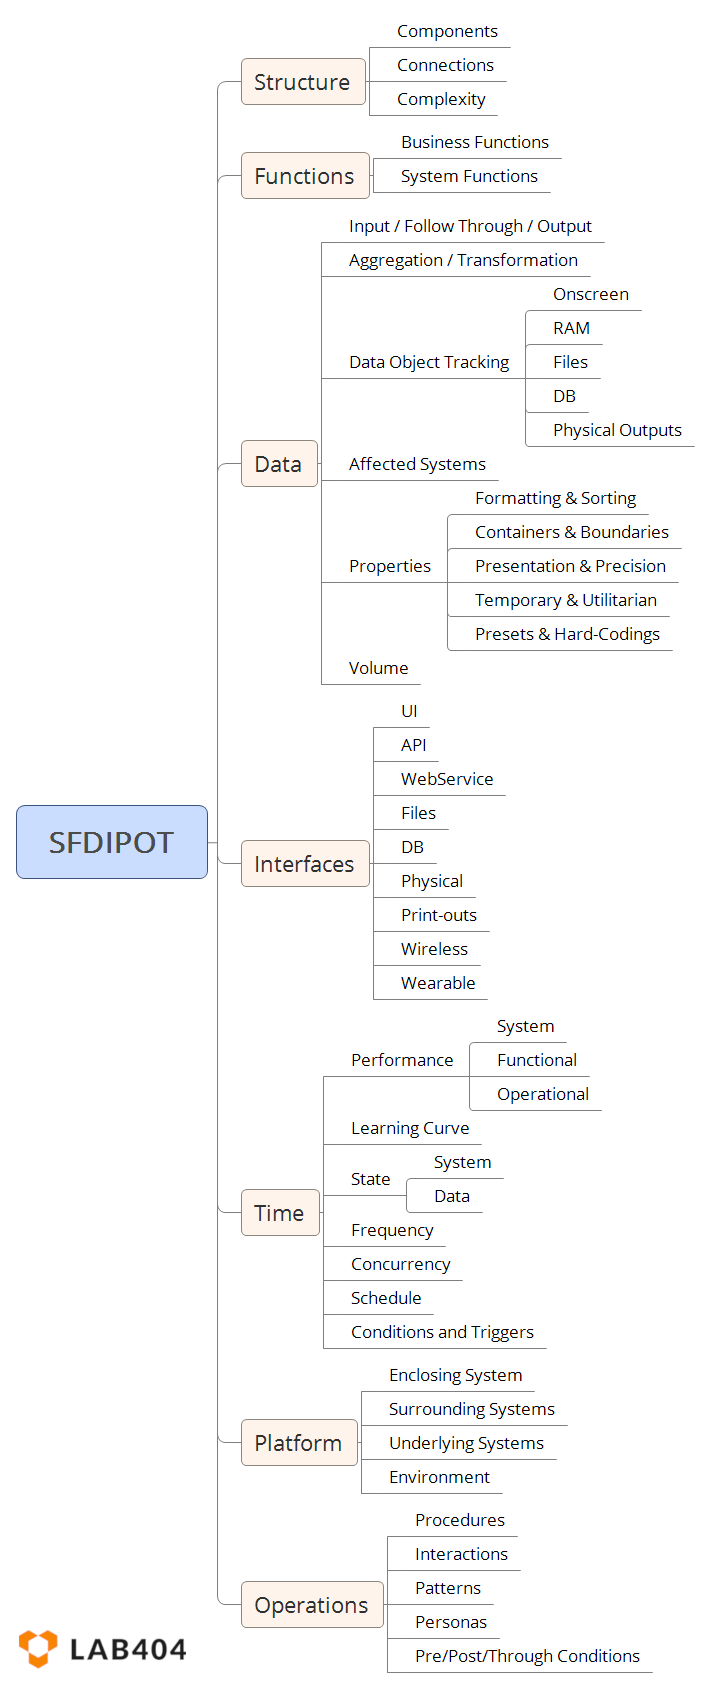 SFDIPOT
Structure
Components
Connections
Complexity
Functions
Business Functions
System Functions
Data
Input / Follow Through / Output
Aggregation / Transformation
Data Object Tracking
Onscreen
RAM
Files
DB
Physical Outputs
Affected Systems
Properties
Formatting & Sorting
Containers & Boundaries
Presentation & Precision
Temporary & Utilitarian
Presets & Hard-Codings
Volume
Interfaces
UI
API
WebService
Files
DB
Physical
Print-outs
Wireless
Wearable
Time
Performance
System
Functional
Operational
Learning Curve
State
System
Data
Frequency
Concurrency
Schedule
Conditions and Triggers
Platform
Enclosing System
Surrounding Systems
Underlying Systems
Environment
Operations
Procedures
Interactions
Patterns
Personas
Pre/Post/Through Conditions
LAB404